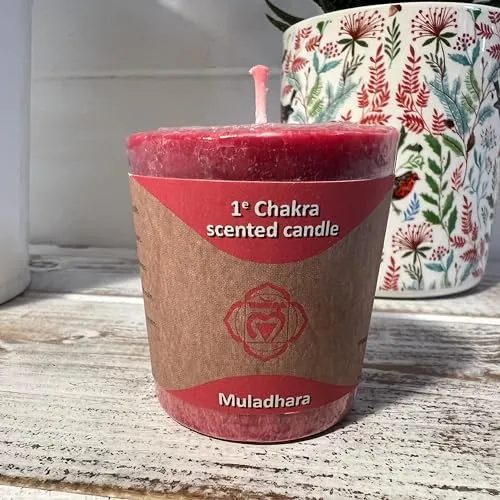 1ᵉ Chakra
scented candle
Muladhara